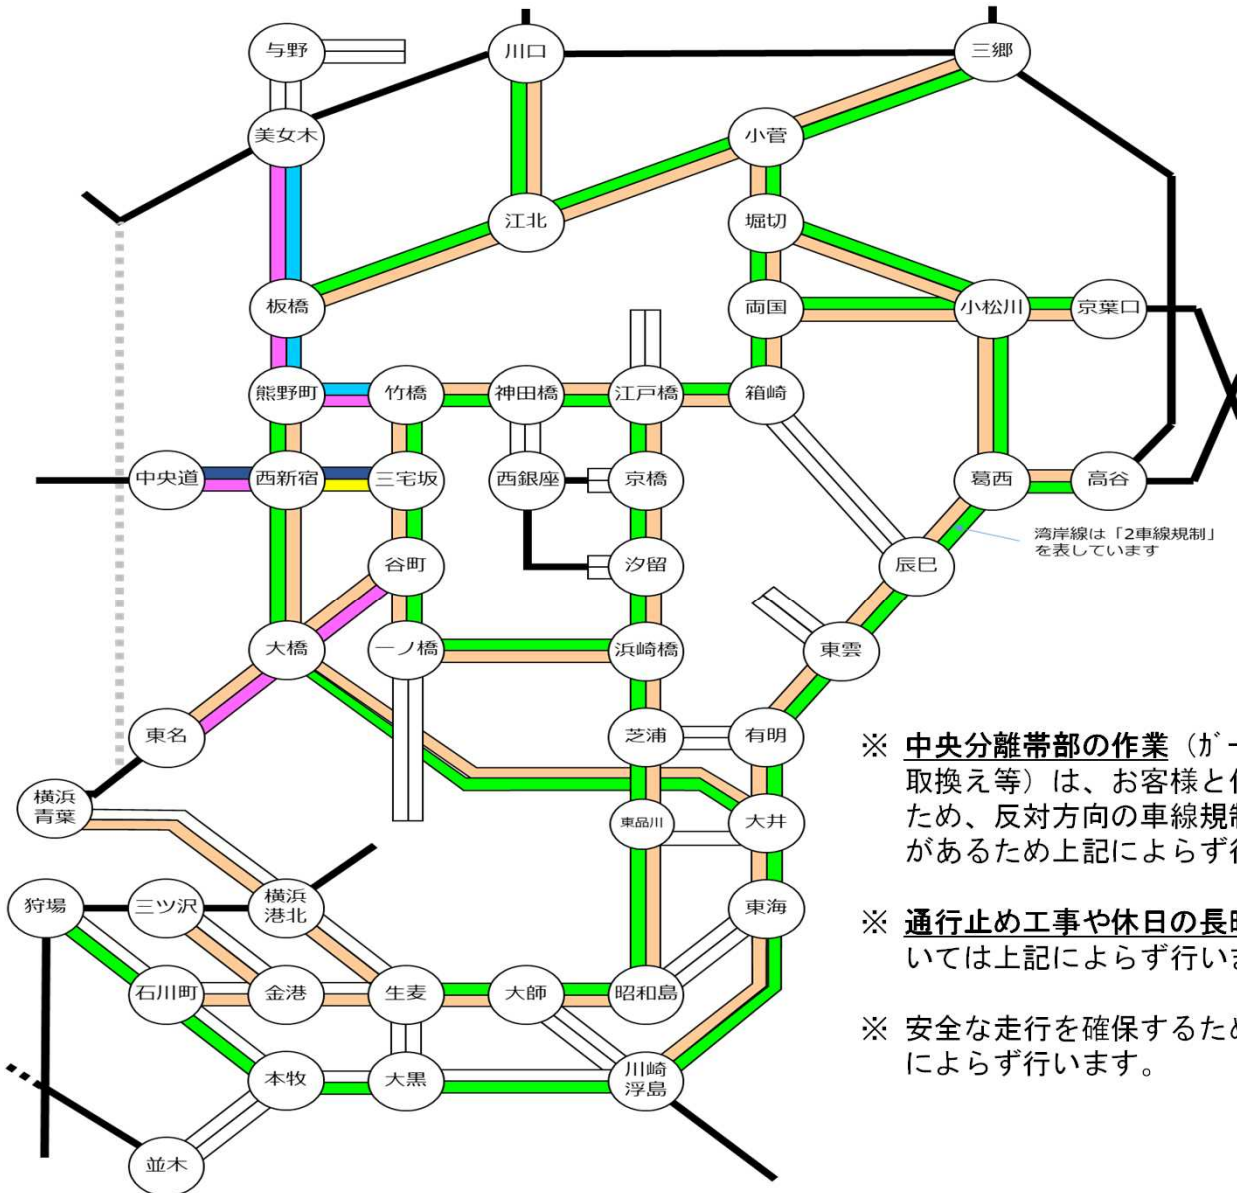 与野
川口
三郷
美女木
小菅
江北
堀切
板橋
両国
小松川
京葉口
熊野町
竹橋
神田橋
江戸橋
箱崎
中央道
西新宿
三宅坂
西銀座
京橋
葛西
高谷
湾岸線は「2車線規制」
を表しています
谷町
汐留
辰巳
大橋
一ノ橋
浜崎橋
東雲
東名
芝浦
有明
横浜
青葉
東品川
大井
※ 中央分離帯部の作業（ｶﾞｰ
取換え等）は、お客様と
ため、反対方向の車線規
があるため上記によらず
狩場
三ツ沢
横浜
港北
東海
※ 通行止め工事や休日の長
いては上記によらず行い
石川町
金港
生麦
大師
昭和島
※ 安全な走行を確保するた
によらず行います。
本牧
大黒
川崎
浮島
並木